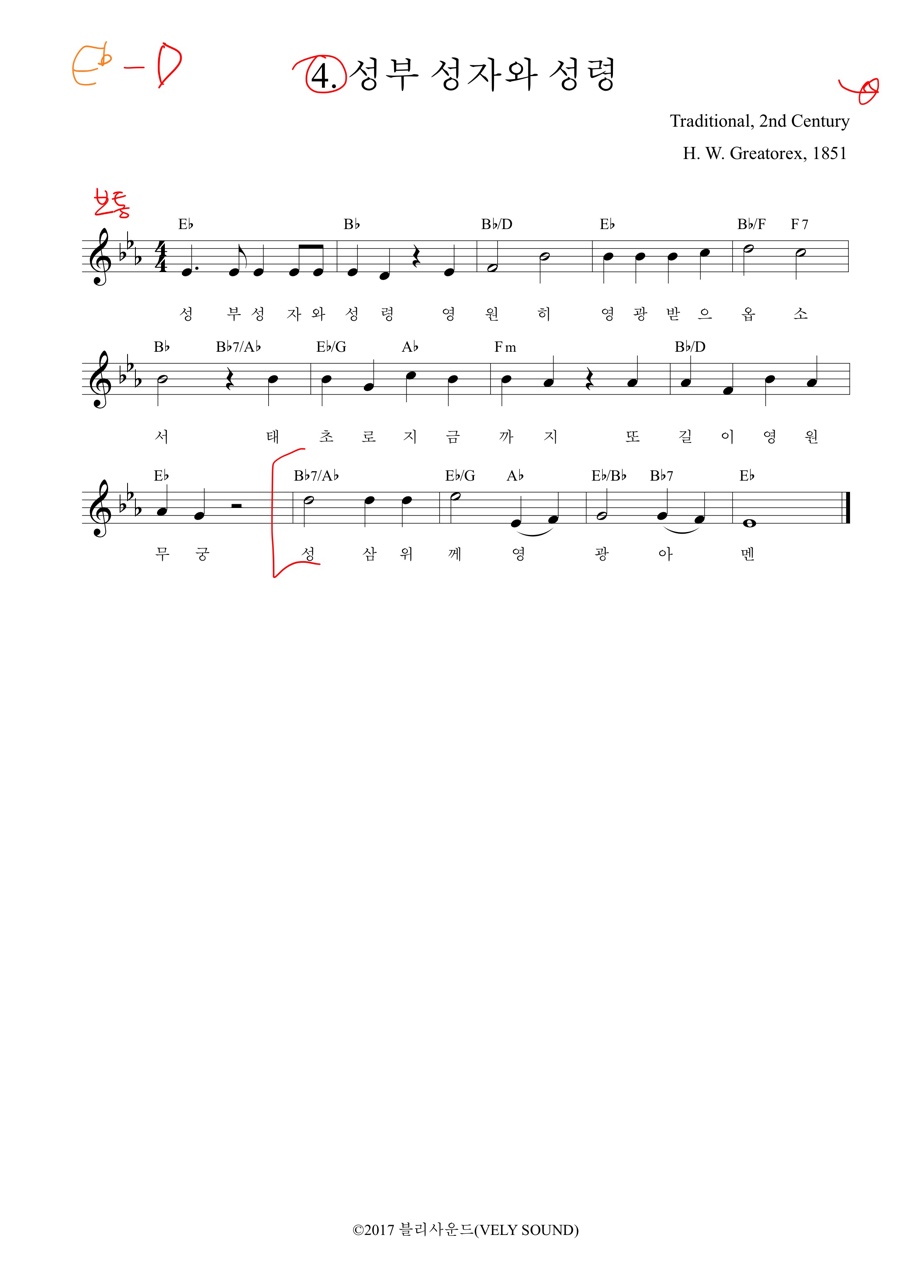 E♭ - D
4. 성부 성자와 성령
Traditional, 2nd Century
H. W. Greatorex, 1851
보통
E♭ B♭ B♭/D E♭ B♭/F F7
4 4
성 부 성 자 와 성 령 영 원 히 영 광 받 으 옵 소
B♭ B♭7/A♭ E♭/G A♭ Fm B♭/D
서 태 초 로 지 금 까 지 또 길 이 영 원
E♭ B♭7/A♭ E♭/G A♭ E♭/B♭ B♭7 E♭
무 궁 성 삼 위 께 영 광 아 멘
©2017 블리사운드(VELY SOUND)